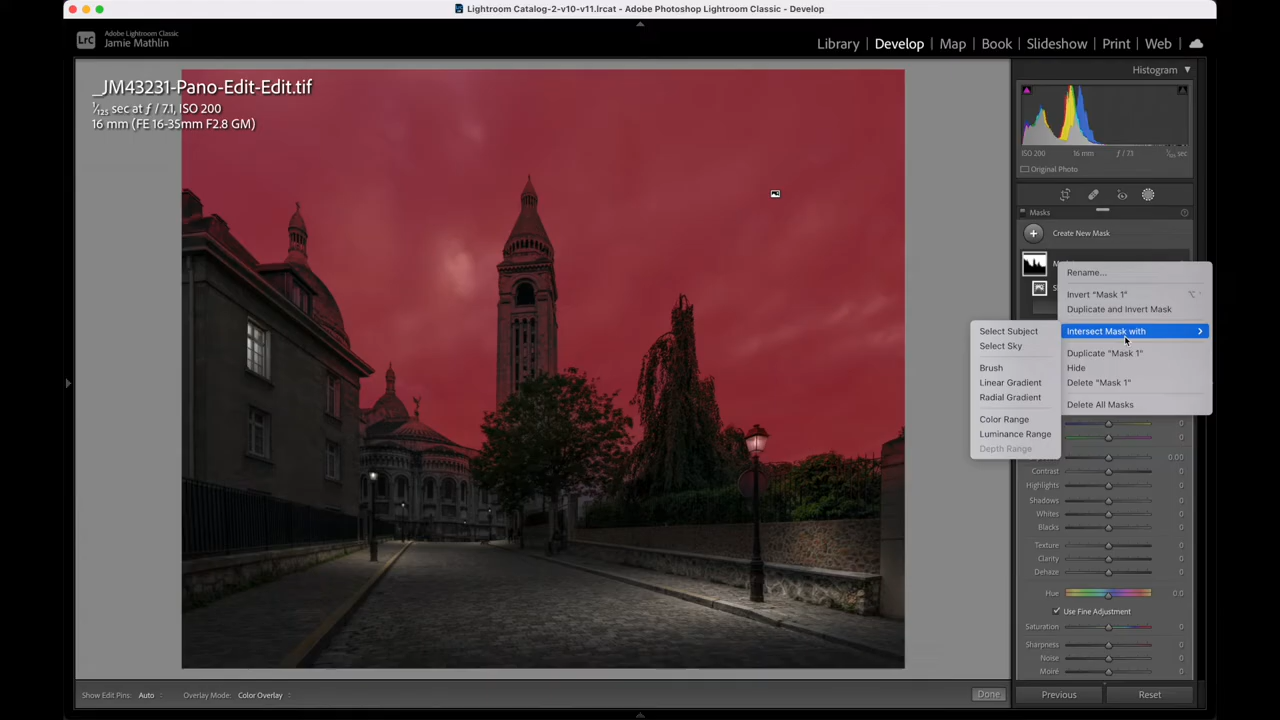 Lightroom Catalog-2-v10-v11.lrcat - Adobe Photoshop Lightroom Classic - Develop
LrC
Adobe Lightroom Classic
Jamie Mathlin
Library
Develop
Map
Book
Slideshow
Print
Web
_JM43231-Pano-Edit-Edit.tif
1/125 sec at ƒ / 7.1, ISO 200
16 mm (FE 16-35mm F2.8 GM)
Histogram
ISO 200
16 mm
ƒ / 7.1
1/125 sec
Original Photo
Masks
Create New Mask
Rename...
Invert "Mask 1"
Duplicate and Invert Mask
Intersect Mask with
Duplicate "Mask 1"
Hide
Delete "Mask 1"
Delete All Masks
Select Subject
Select Sky
Brush
Linear Gradient
Radial Gradient
Color Range
Luminance Range
Depth Range
0
0
0.00
Contrast 0
Highlights 0
Shadows 0
Whites 0
Blacks 0
Texture 0
Clarity 0
Dehaze 0
Hue 0.0
Use Fine Adjustment
Saturation 0
Sharpness 0
Noise 0
Moiré 0
Show Edit Pins: Auto
Overlay Mode: Color Overlay
Done
Previous
Reset